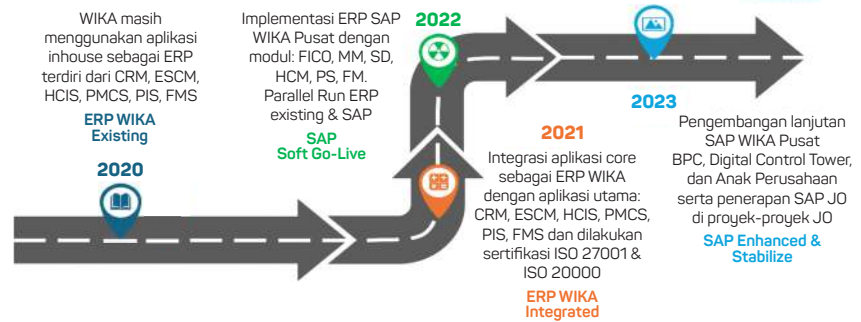 WIKA masih
menggunakan aplikasi
inhouse sebagai ERP
terdiri dari CRM, ESCM,
HCIS, PMCS, PIS, FMS
ERP WIKA
Existing
2020
Implementasi ERP SAP
WIKA Pusat dengan
modul: FICO, MM, SD,
HCM, PS, FM.
Parallel Run ERP
existing & SAP
SAP
Soft Go-Live
2022
2021
Integrasi aplikasi core
sebagai ERP WIKA
dengan aplikasi utama:
CRM, ESCM, HCIS, PMCS,
PIS, FMS dan dilakukan
sertifikasi ISO 27001 &
ISO 20000
ERP WIKA
Integrated
2023
Pengembangan lanjutan
SAP WIKA Pusat
BPC, Digital Control Tower,
dan Anak Perusahaan
serta penerapan SAP JO
di proyek-proyek JO
SAP Enhanced &
Stabilize